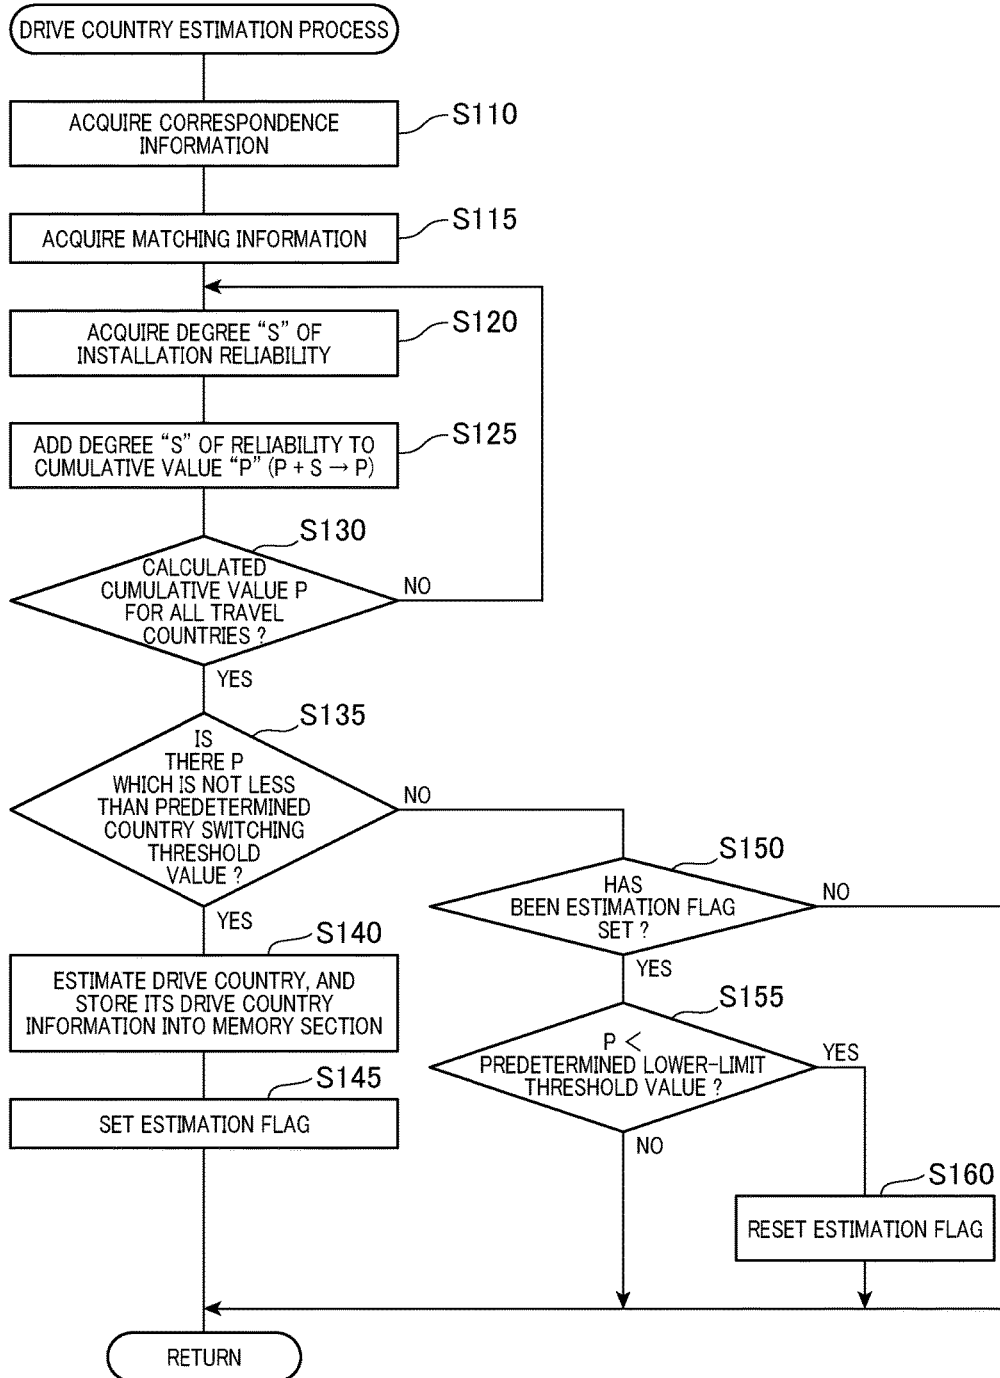 DRIVE COUNTRY ESTIMATION PROCESS
ACQUIRE CORRESPONDENCE
INFORMATION
S110
ACQUIRE MATCHING INFORMATION
S115
ACQUIRE DEGREE “S” OF
INSTALLATION RELIABILITY
S120
ADD DEGREE “S” OF RELIABILITY TO
CUMULATIVE VALUE “P” (P + S → P)
S125
S130
CALCULATED
CUMULATIVE VALUE P
FOR ALL TRAVEL
COUNTRIES ?
NO
YES
S135
IS
THERE P
WHICH IS NOT LESS
THAN PREDETERMINED
COUNTRY SWITCHING
THRESHOLD
VALUE ?
NO
YES
S140
ESTIMATE DRIVE COUNTRY, AND
STORE ITS DRIVE COUNTRY
INFORMATION INTO MEMORY SECTION
S145
SET ESTIMATION FLAG
S150
HAS
BEEN ESTIMATION FLAG
SET ?
NO
YES
S155
P <
PREDETERMINED LOWER-LIMIT
THRESHOLD VALUE ?
YES
NO
S160
RESET ESTIMATION FLAG
RETURN